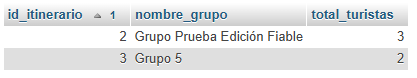 id_itinerario 1 nombre_grupo total_turistas
2 Grupo Prueba Edición Fiable 3
3 Grupo 5 2